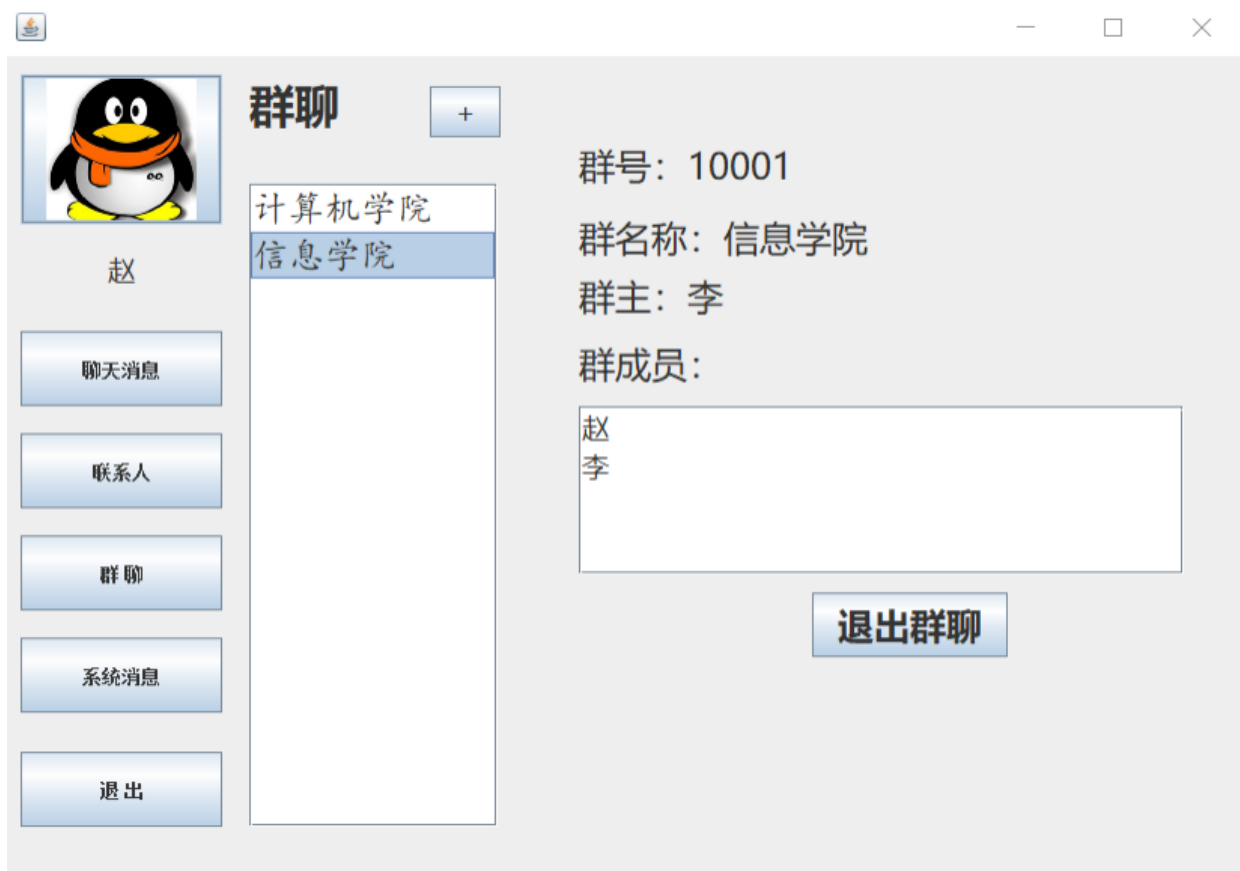 群聊
+
赵
聊天消息
联系人
群 聊
系统消息
退 出
计算机学院
信息学院
群号：10001
群名称：信息学院
群主：李
群成员：
赵
李
退出群聊